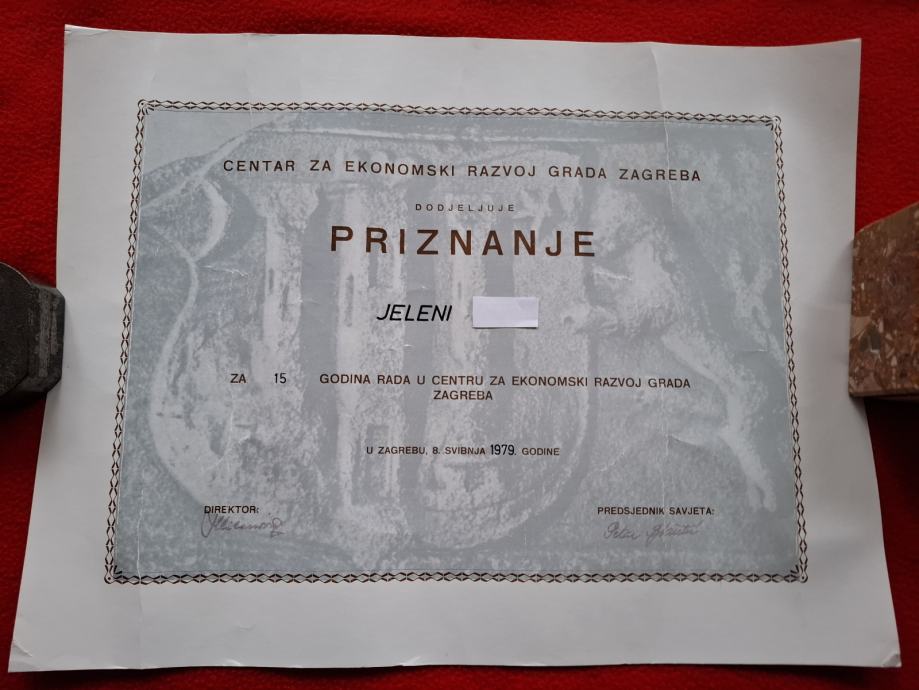 CENTAR ZA EKONOMSKI RAZVOJ GRADA ZAGREBA
DODJELJUJE
PRIZNANJE
JELENI
ZA 15 GODINA RADA U CENTRU ZA EKONOMSKI RAZVOJ GRADA
ZAGREBA
U ZAGREBU, 8. SVIBNJA 1979. GODINE
DIREKTOR:
PREDSJEDNIK SAVJETA:
Petar